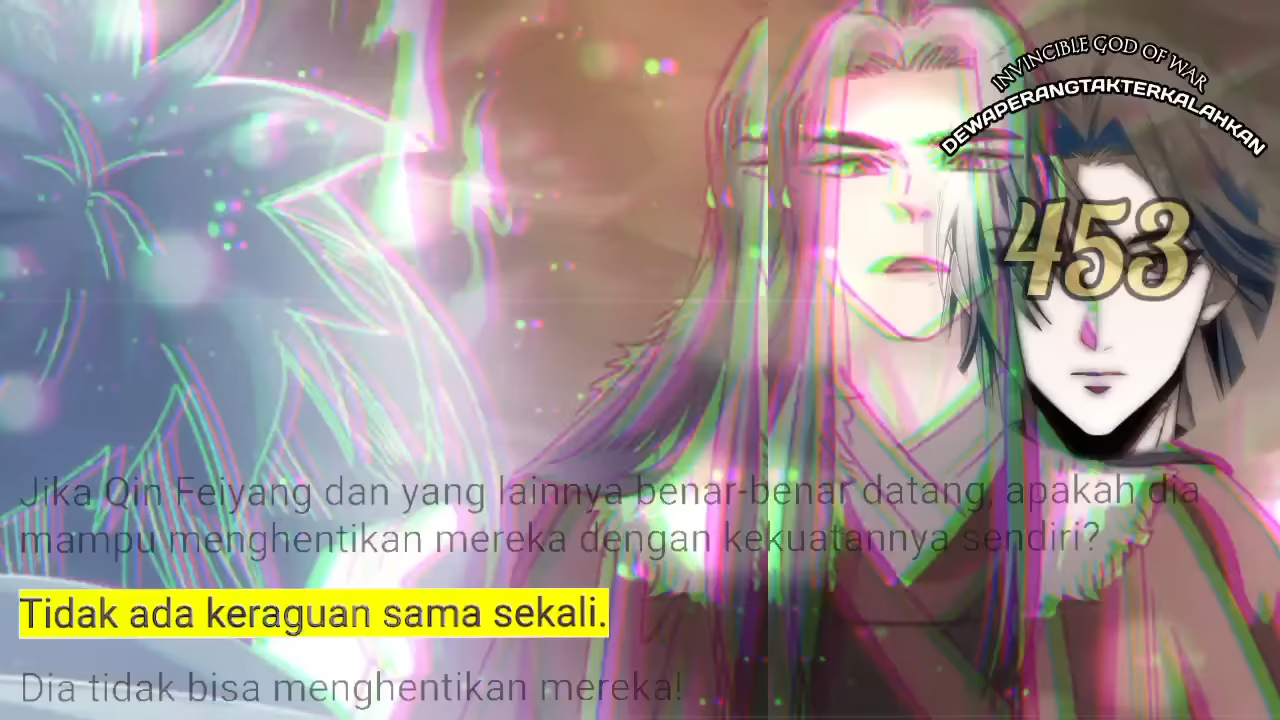 INVINCIBLE GOD OF WAR
DEWAPERANGTAKTERKALAHKAN
453
Jika Qin Feiyang dan yang lainnya benar-benar datang, apakah dia
mampu menghentikan mereka dengan kekuatannya sendiri?
Tidak ada keraguan sama sekali.
Dia tidak bisa menghentikan mereka!